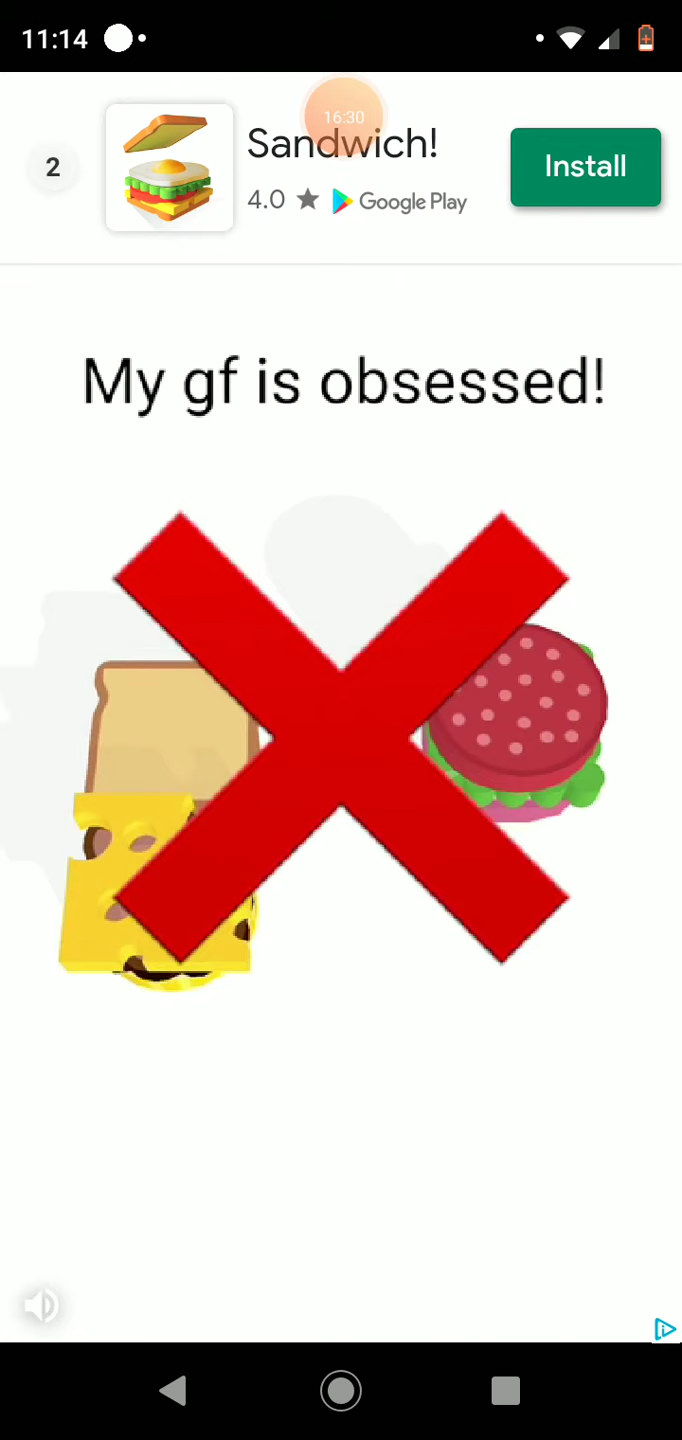 11:14
16:30
2
Sandwich!
Install
4.0 ★ Google Play
My gf is obsessed!